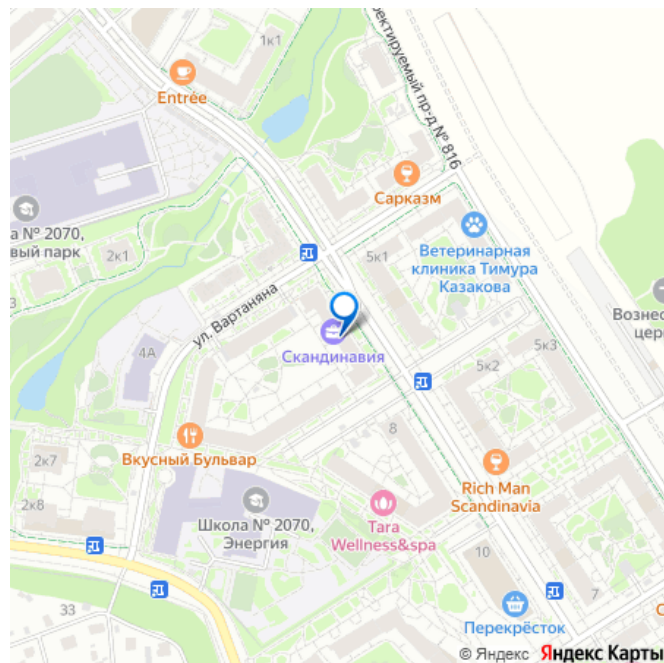 1к1
Entrée
ектируемый пр-д № 816
Сарказм
а № 2070,
вый парк
2к1
5к1
Ветеринарная
клиника Тимура
Казакова
ул. Вартаняна
Вознес
цер
4А
Скандинавия
5к3
5к2
8
Вкусный Бульвар
2к7
2к8
Rich Man
Scandinavia
Школа № 2070,
Энергия
Tara
Wellness&spa
10
7
33
Перекрёсток
С
© Яндекс Яндекс Карты